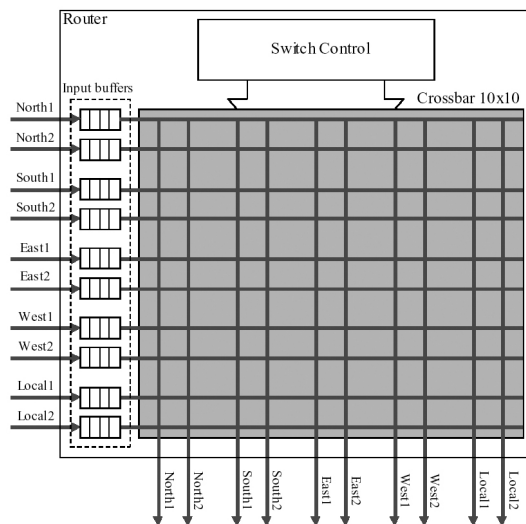 Router
Switch Control
Input buffers
Crossbar 10x10
North1
North2
South1
South2
East1
East2
West1
West2
Local1
Local2
North1
North2
South1
South2
East1
East2
West1
West2
Local1
Local2